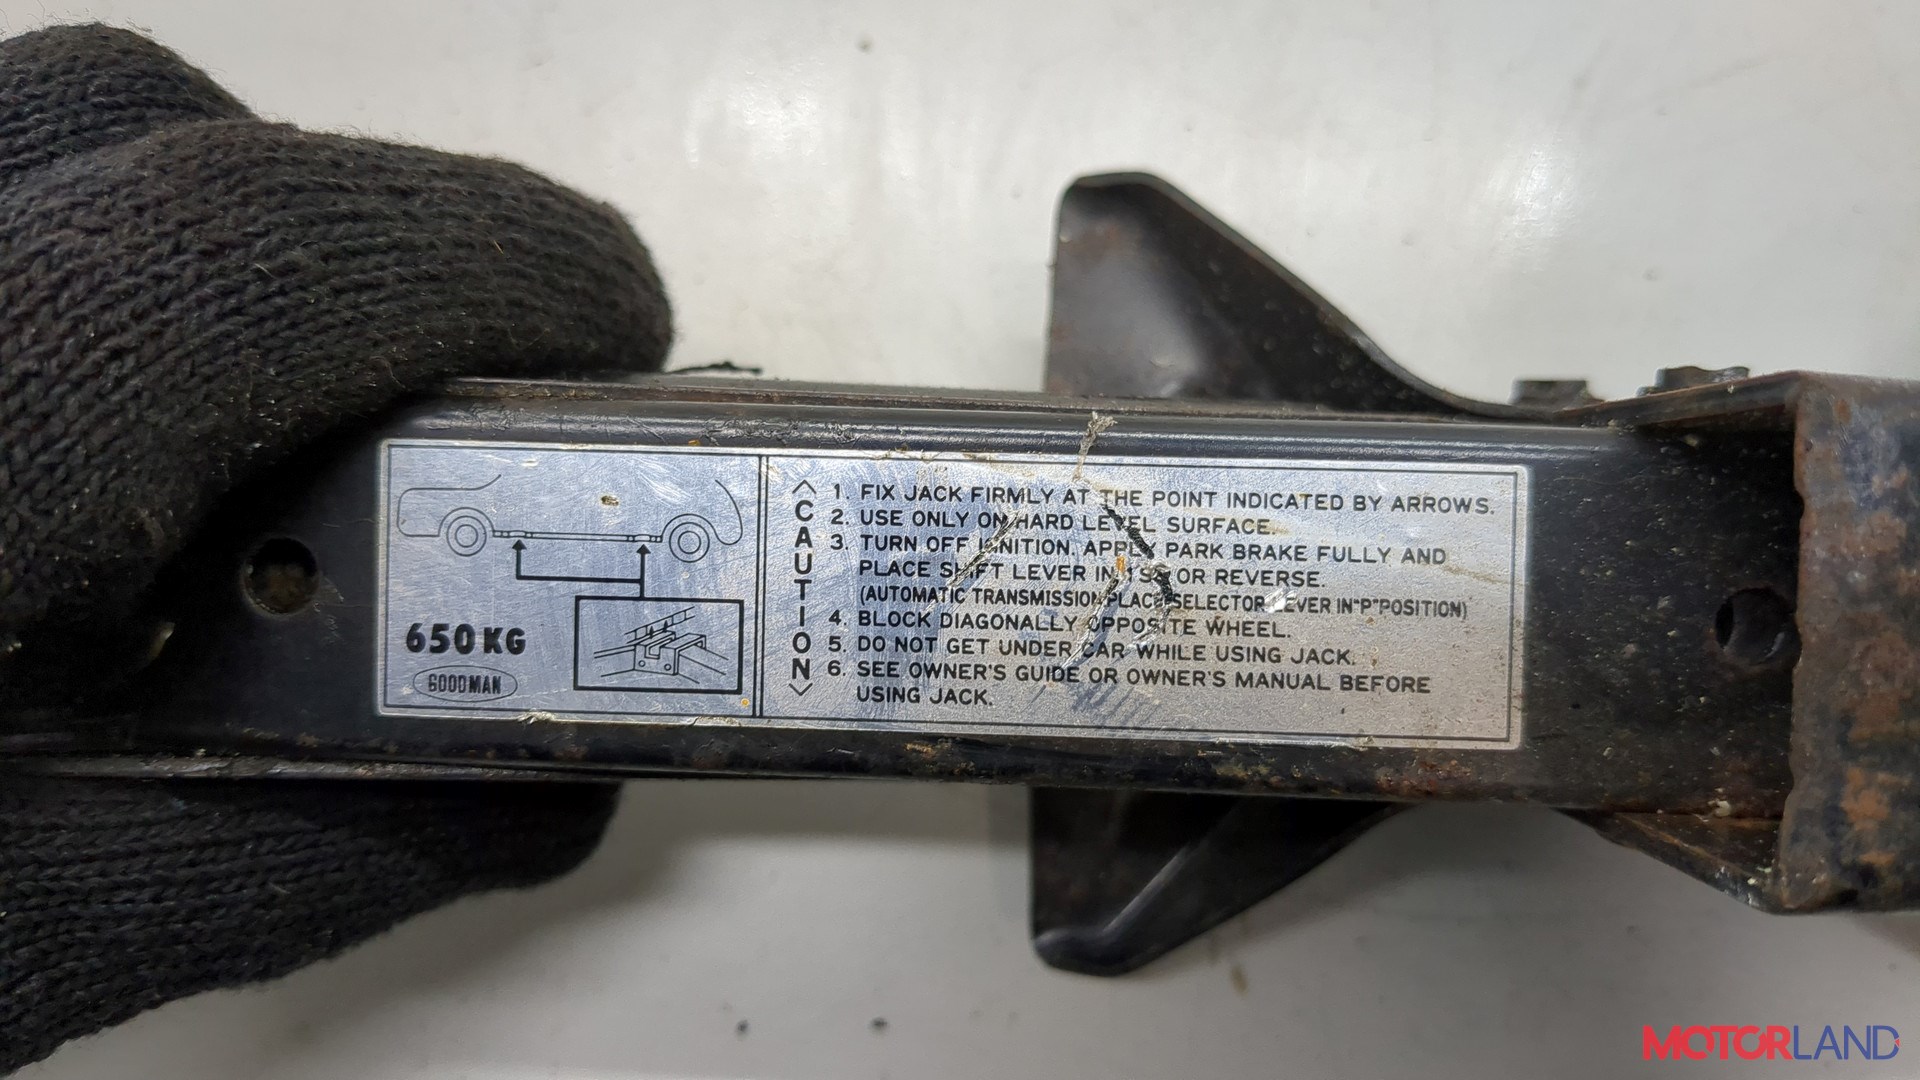 650 KG
GOODMAN
<CAUTION>
1. FIX JACK FIRMLY AT THE POINT INDICATED BY ARROWS.
2. USE ONLY ON HARD LEVEL SURFACE.
3. TURN OFF IGNITION. APPLY PARK BRAKE FULLY AND
PLACE SHIFT LEVER IN 1ST OR REVERSE.
(AUTOMATIC TRANSMISSION PLACE SELECTOR LEVER IN "P" POSITION)
4. BLOCK DIAGONALLY OPPOSITE WHEEL.
5. DO NOT GET UNDER CAR WHILE USING JACK.
6. SEE OWNER'S GUIDE OR OWNER'S MANUAL BEFORE
USING JACK.
MOTORLAND